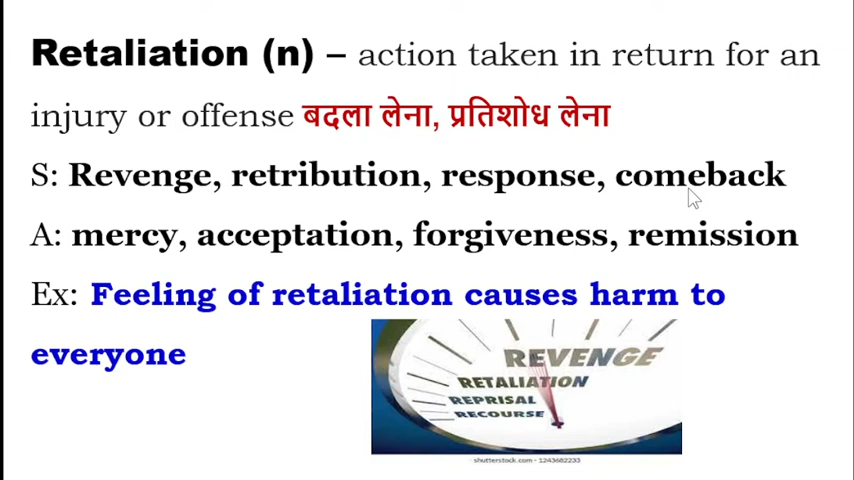 Retaliation (n) – action taken in return for an
injury or offense बदला लेना, प्रतिशोध लेना
S: Revenge, retribution, response, comeback
A: mercy, acceptation, forgiveness, remission
Ex: Feeling of retaliation causes harm to
everyone
REVENGE
RETALIATION
REPRISAL
RECOURSE
shutterstock.com - 1243682233